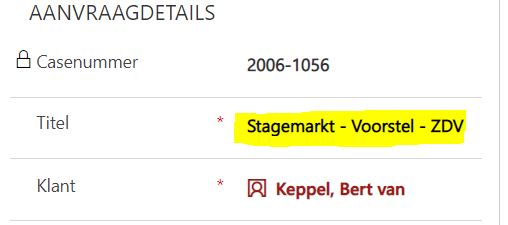 AANVRAAGDETAILS
Casenummer 2006-1056
Titel * Stagemarkt - Voorstel - ZDV
Klant * Keppel, Bert van